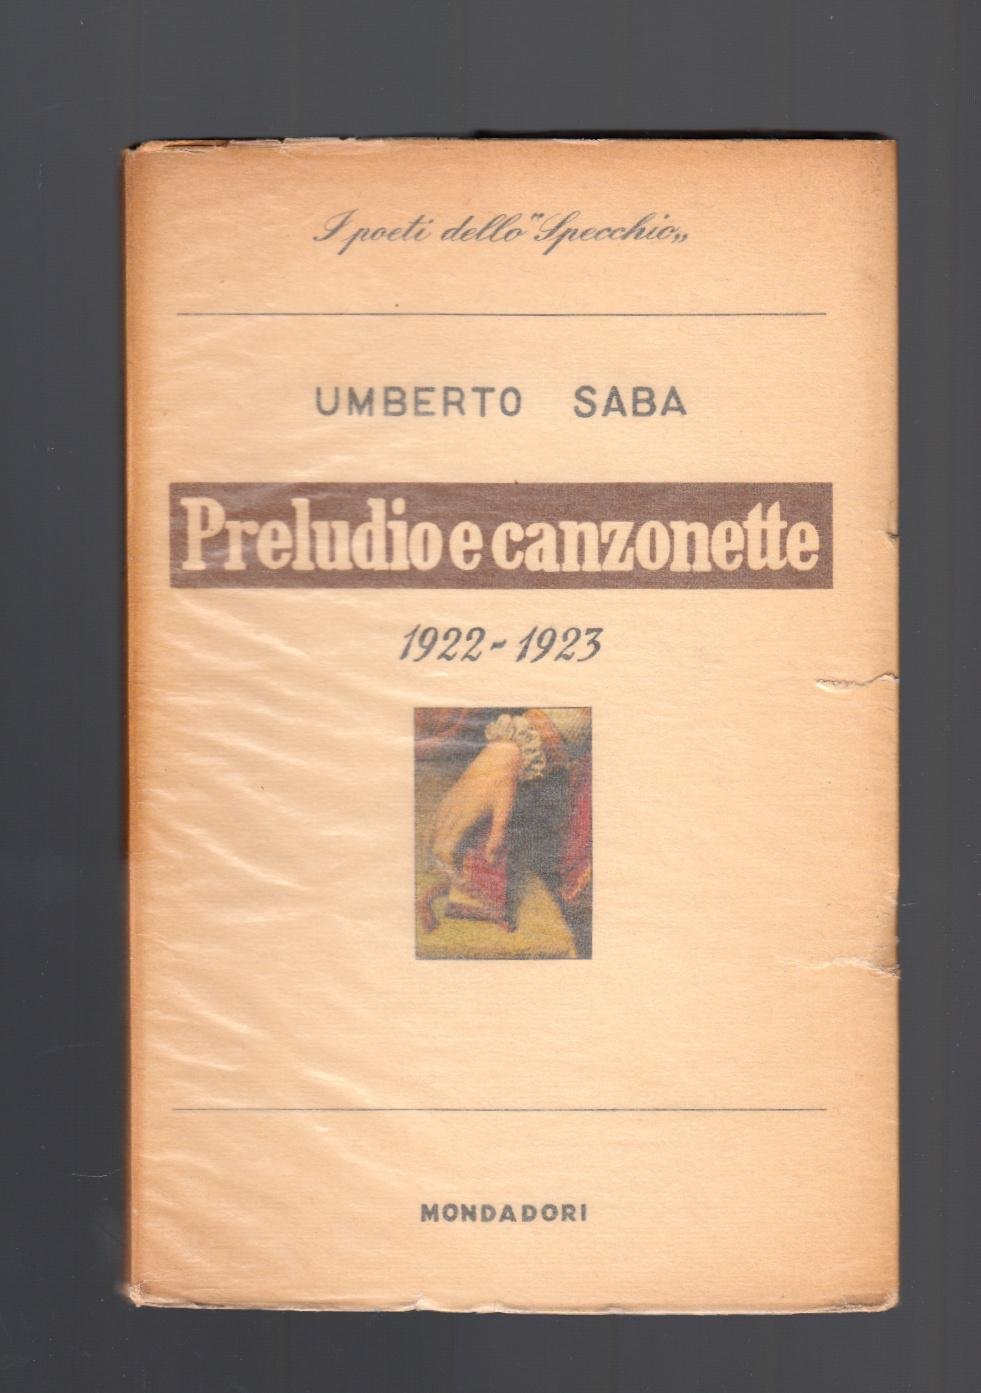 I poeti dello "Specchio„
UMBERTO SABA
Preludio e canzonette
1922-1923
MONDADORI